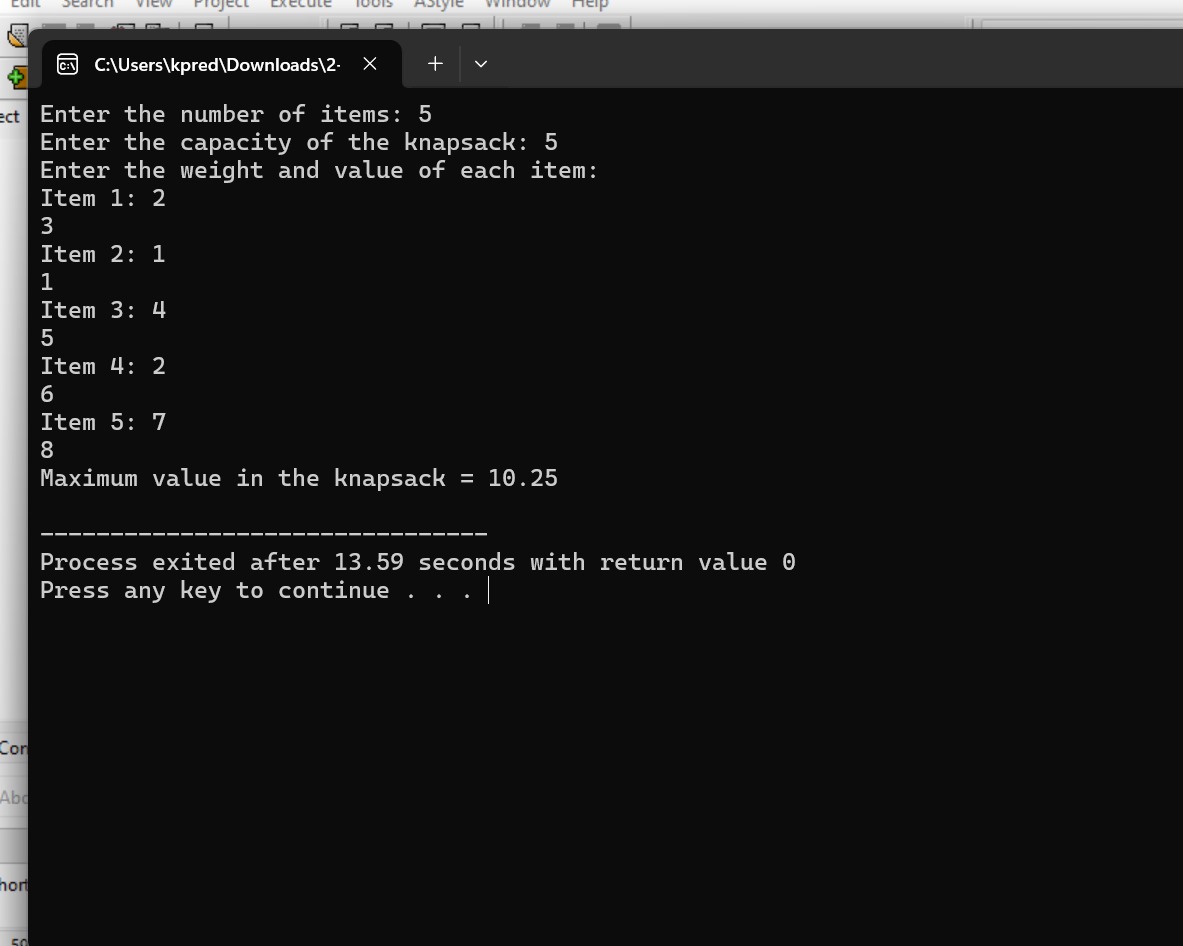 Edit Search View Project Execute Tools AStyle Window Help
C:\Users\kpred\Downloads\2-
ect
Enter the number of items: 5
Enter the capacity of the knapsack: 5
Enter the weight and value of each item:
Item 1: 2
3
Item 2: 1
1
Item 3: 4
5
Item 4: 2
6
Item 5: 7
8
Maximum value in the knapsack = 10.25
--------------------------------
Process exited after 13.59 seconds with return value 0
Press any key to continue . . .
Con
Abo
hort